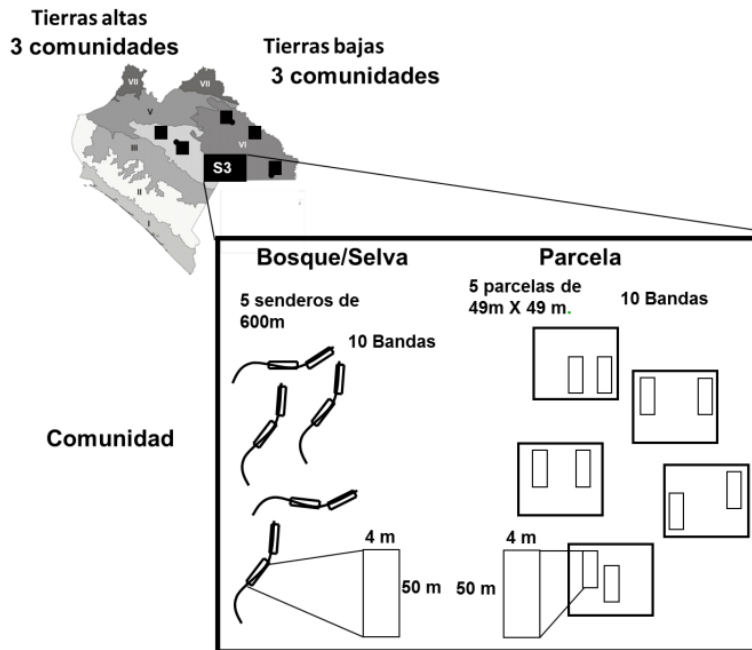 Tierras altas
3 comunidades
Tierras bajas
3 comunidades
VII
VII
V
VI
III
S3
II
I
Bosque/Selva
Parcela
5 senderos de
600m
10 Bandas
5 parcelas de
49m X 49 m.
10 Bandas
Comunidad
4 m
50 m
4 m
50 m